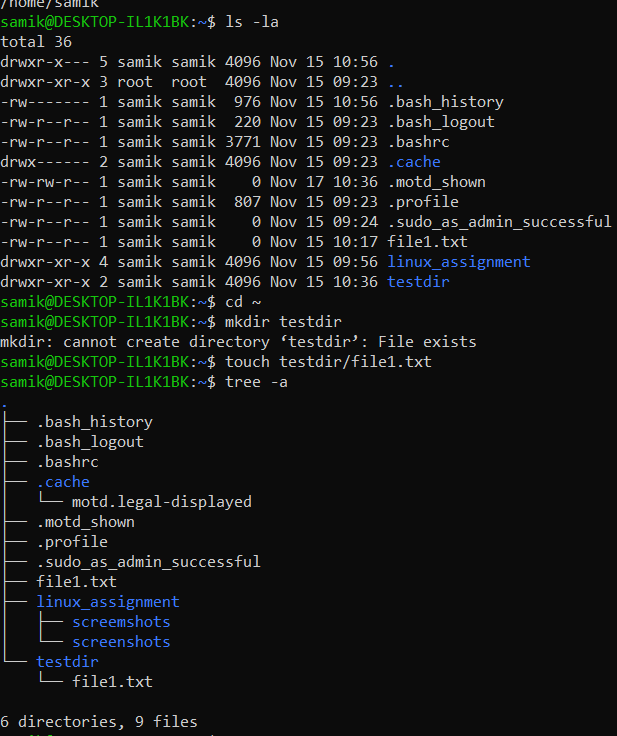 /home/samik
samik@DESKTOP-IL1K1BK:~$ ls -la
total 36
drwxr-x--- 5 samik samik 4096 Nov 15 10:56 .
drwxr-xr-x 3 root  root  4096 Nov 15 09:23 ..
-rw------- 1 samik samik  976 Nov 15 10:56 .bash_history
-rw-r--r-- 1 samik samik  220 Nov 15 09:23 .bash_logout
-rw-r--r-- 1 samik samik 3771 Nov 15 09:23 .bashrc
drwx------ 2 samik samik 4096 Nov 15 09:23 .cache
-rw-rw-r-- 1 samik samik    0 Nov 17 10:36 .motd_shown
-rw-r--r-- 1 samik samik  807 Nov 15 09:23 .profile
-rw-r--r-- 1 samik samik    0 Nov 15 09:24 .sudo_as_admin_successful
-rw-r--r-- 1 samik samik    0 Nov 15 10:17 file1.txt
drwxr-xr-x 4 samik samik 4096 Nov 15 09:56 linux_assignment
drwxr-xr-x 2 samik samik 4096 Nov 15 10:36 testdir
samik@DESKTOP-IL1K1BK:~$ cd ~
samik@DESKTOP-IL1K1BK:~$ mkdir testdir
mkdir: cannot create directory ‘testdir’: File exists
samik@DESKTOP-IL1K1BK:~$ touch testdir/file1.txt
samik@DESKTOP-IL1K1BK:~$ tree -a
.
├── .bash_history
├── .bash_logout
├── .bashrc
├── .cache
│   └── motd.legal-displayed
├── .motd_shown
├── .profile
├── .sudo_as_admin_successful
├── file1.txt
├── linux_assignment
│   ├── screemshots
│   └── screenshots
└── testdir
    └── file1.txt
6 directories, 9 files